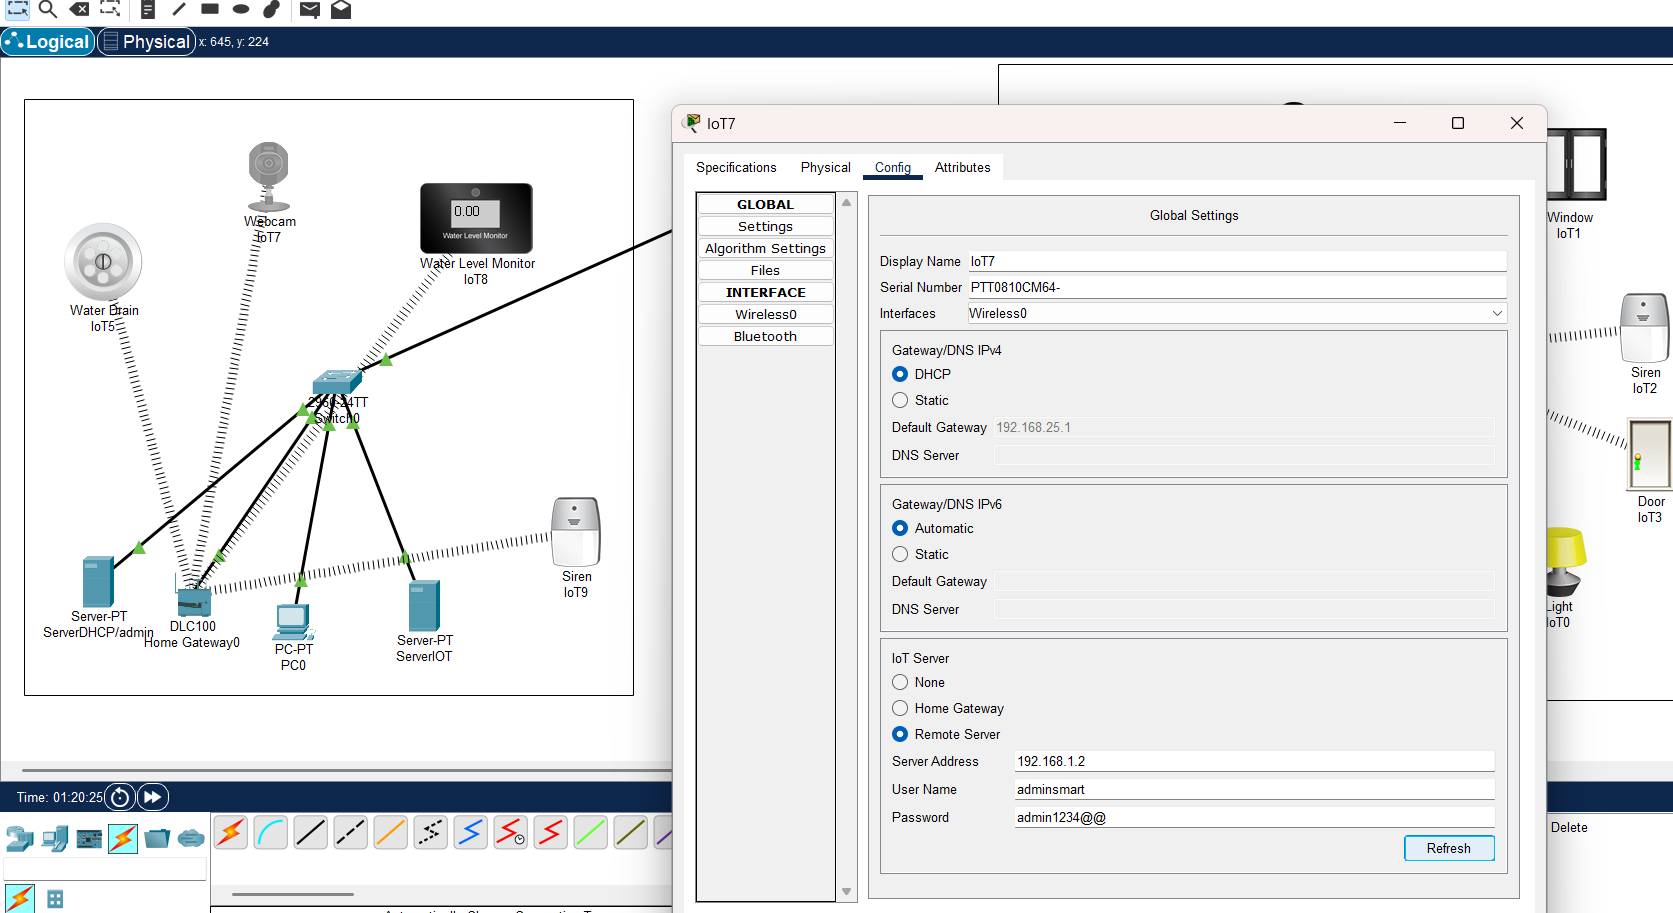 Logical
Physical
x: 645, y: 224
Webcam
IoT7
0.00
Water Level Monitor
Water Level Monitor
IoT8
Water Drain
IoT5
2950-24TT
Switch0
Siren
IoT9
Server-PT
ServerDHCP/admin
DLC100
Home Gateway0
PC-PT
PC0
Server-PT
ServerIOT
Window
IoT1
Siren
IoT2
Door
IoT3
Light
IoT0
IoT7
Specifications
Physical
Config
Attributes
GLOBAL
Settings
Algorithm Settings
Files
INTERFACE
Wireless0
Bluetooth
Global Settings
Display Name IoT7
Serial Number PTT0810CM64-
Interfaces Wireless0
Gateway/DNS IPv4
DHCP
Static
Default Gateway 192.168.25.1
DNS Server
Gateway/DNS IPv6
Automatic
Static
Default Gateway
DNS Server
IoT Server
None
Home Gateway
Remote Server
Server Address 192.168.1.2
User Name adminsmart
Password admin1234@@
Refresh
Time: 01:20:25
Delete